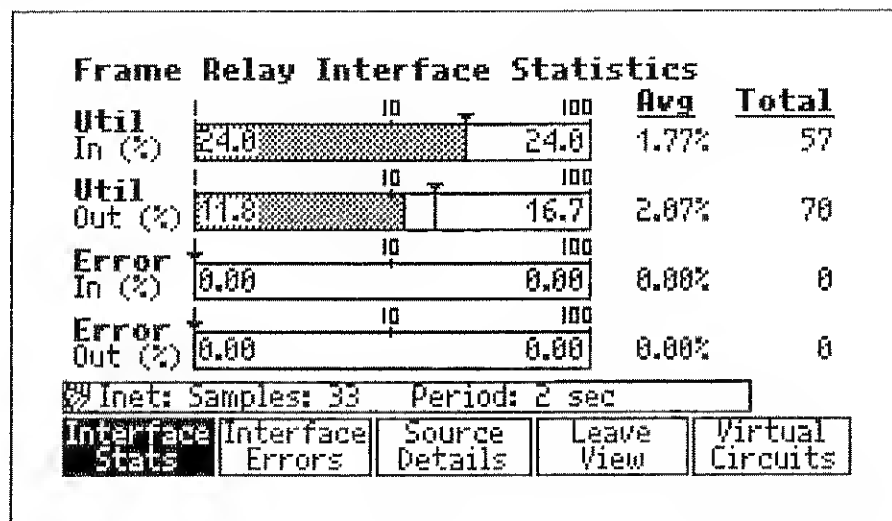 Frame Relay Interface Statistics
Avg Total
1 10 100
Util
In (%) 24.0 24.0 1.77% 57
1 10 100
Util
Out (%) 11.8 16.7 2.07% 70
10 100
Error
In (%) 0.00 0.00 0.00% 0
10 100
Error
Out (%) 0.00 0.00 0.00% 0
Inet: Samples: 33 Period: 2 sec
Interface Stats
Interface Errors
Source Details
Leave View
Virtual Circuits